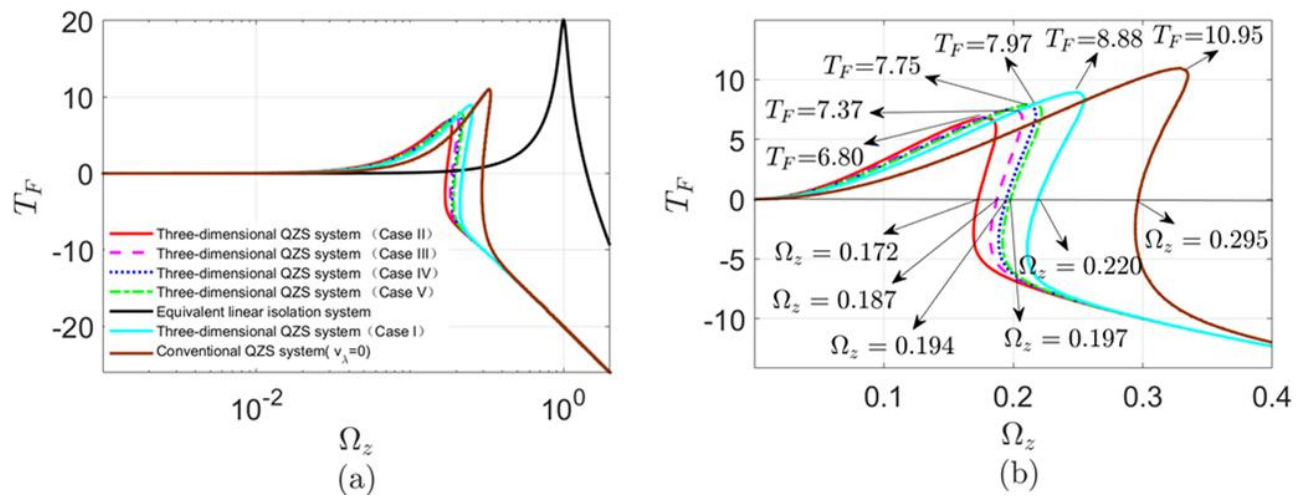 20
10
0
-10
-20
T_F
Three-dimensional QZS system （Case II）
Three-dimensional QZS system （Case III）
Three-dimensional QZS system （Case IV）
Three-dimensional QZS system （Case V）
Equivalent linear isolation system
Three-dimensional QZS system（Case I）
Conventional QZS system( v_λ=0)
10^-2
10^0
Ω_z
(a)
10
5
0
-5
-10
T_F
T_F=7.97
T_F=8.88
T_F=10.95
T_F=7.75
T_F=7.37
T_F=6.80
Ω_z = 0.172
Ω_z = 0.187
Ω_z = 0.194
Ω_z = 0.197
Ω_z = 0.220
Ω_z = 0.295
0.1
0.2
0.3
0.4
Ω_z
(b)